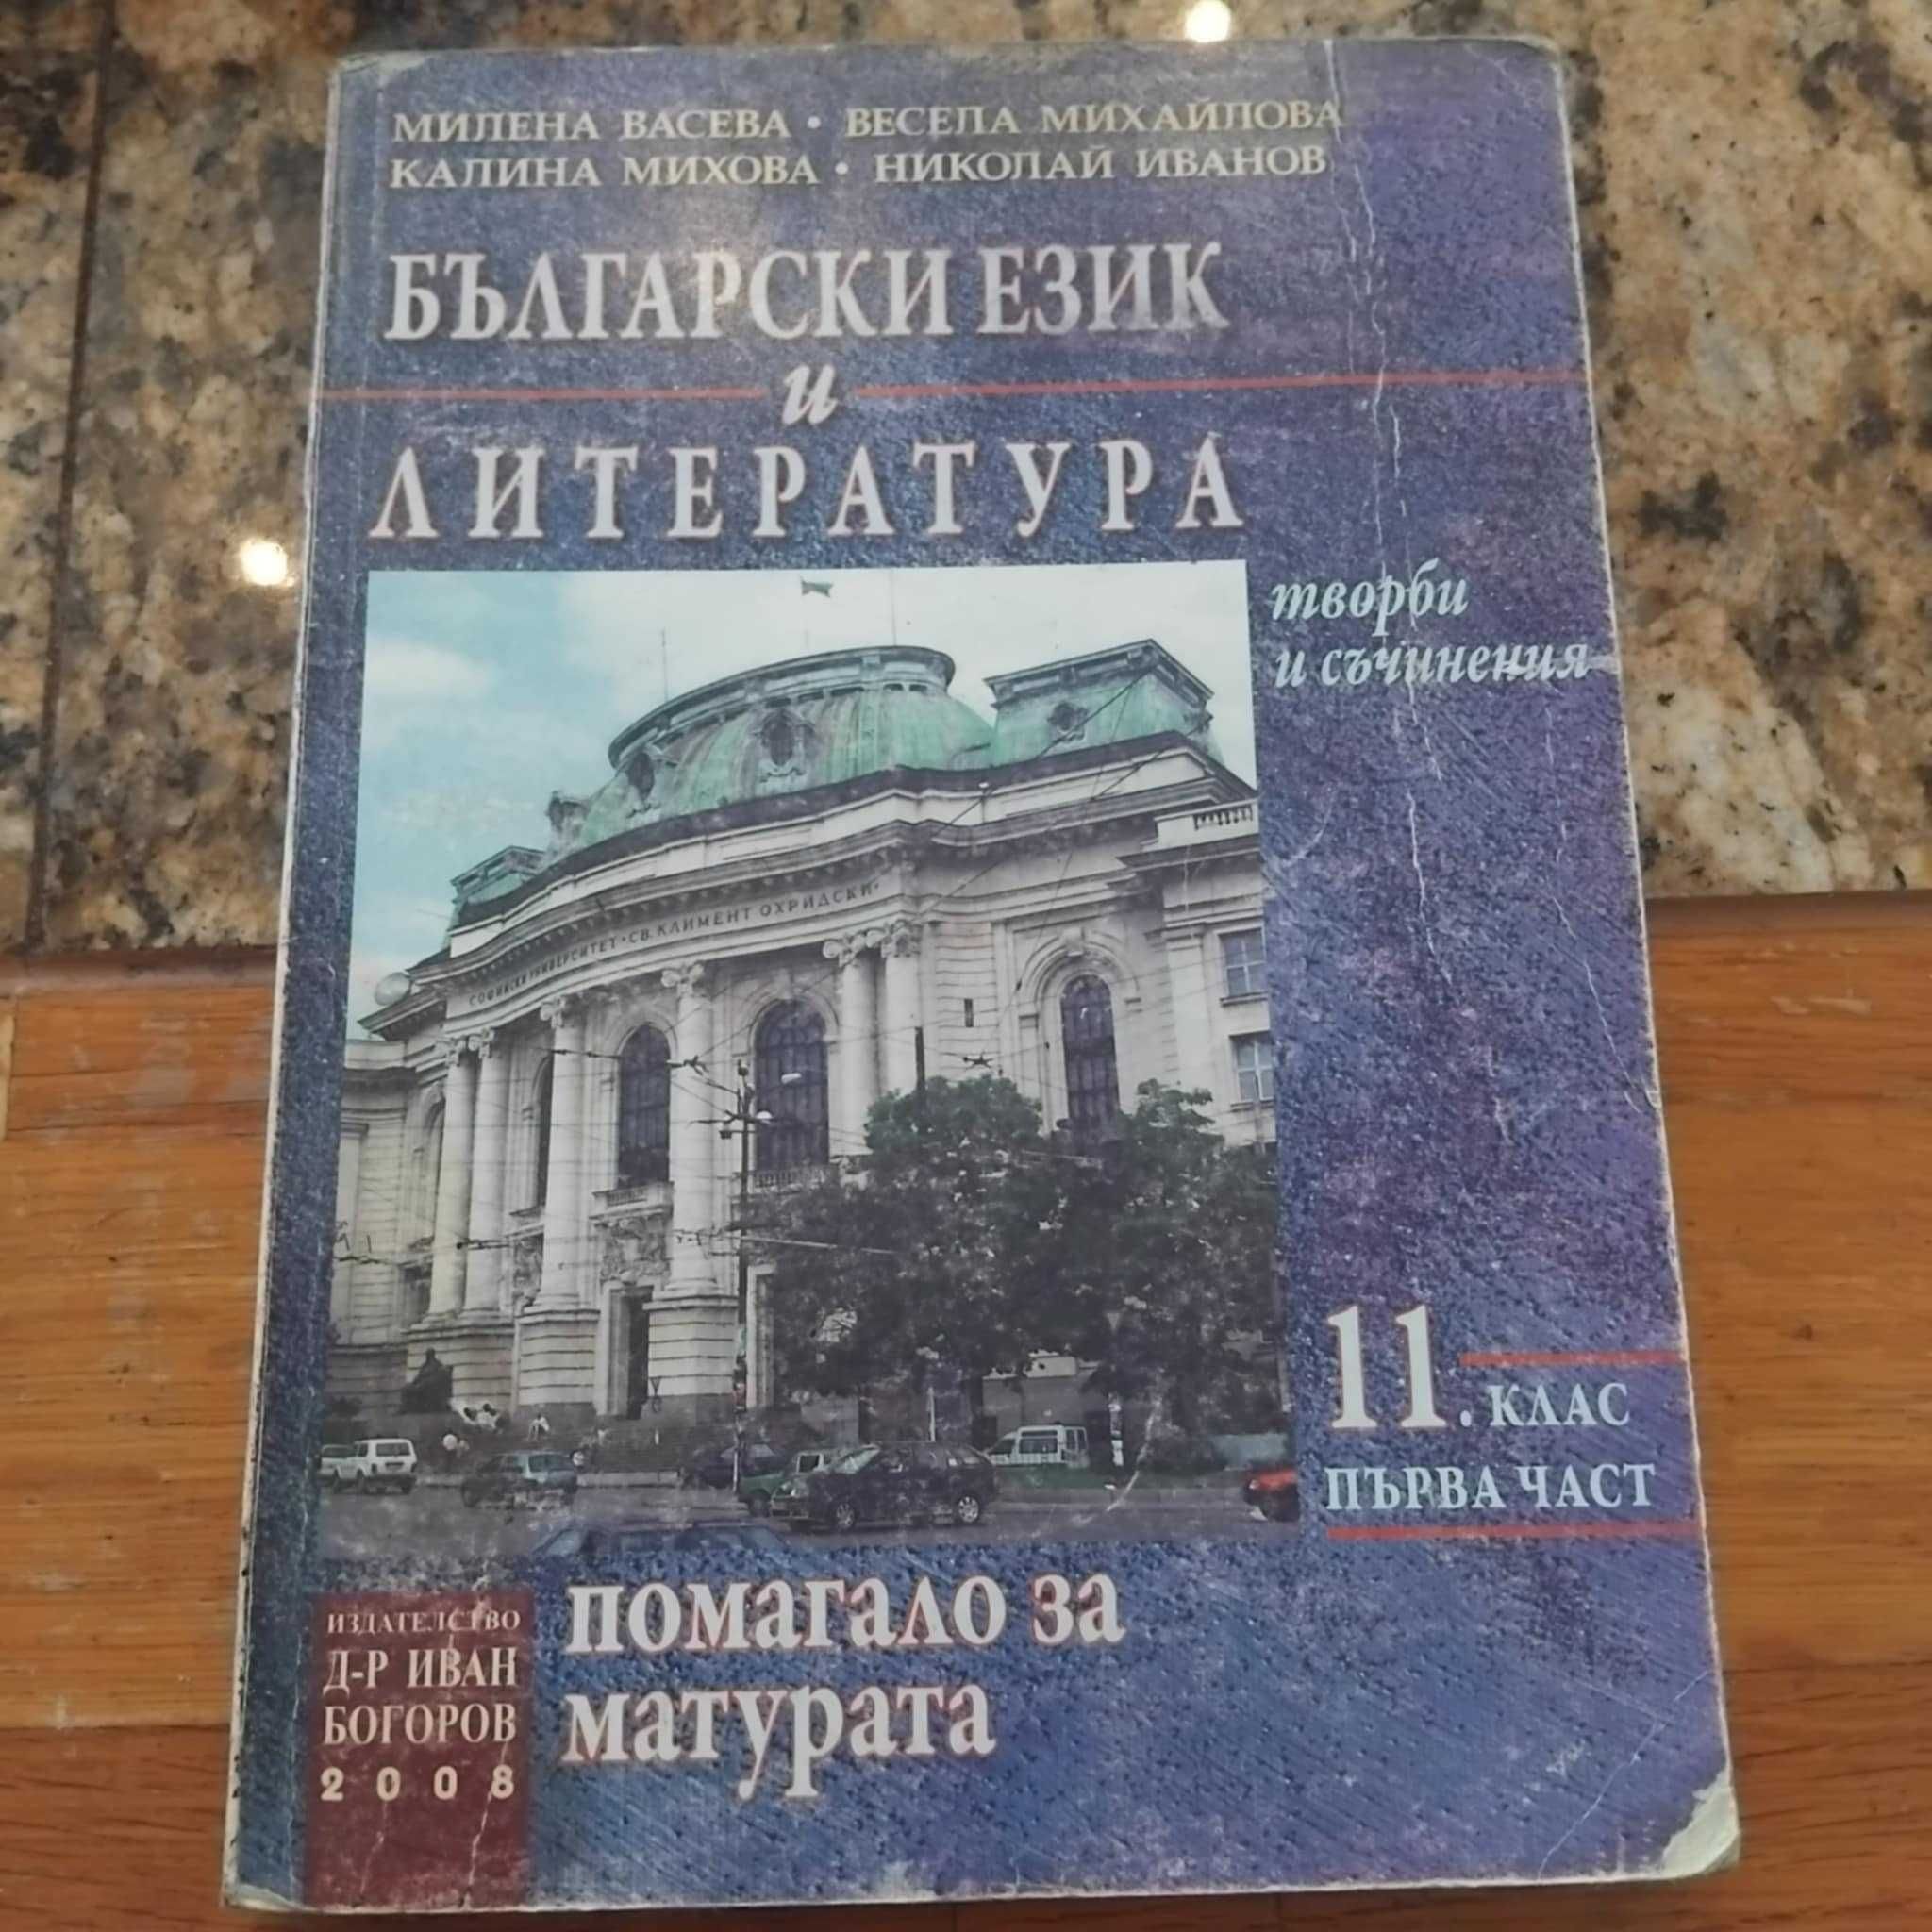 МИЛЕНА ВАСЕВА • ВЕСЕЛА МИХАЙЛОВА
КАЛИНА МИХОВА • НИКОЛАЙ ИВАНОВ
БЪЛГАРСКИ ЕЗИК
и
ЛИТЕРАТУРА
творби
и съчинения
СОФИЙСКИ УНИВЕРСИТЕТ • СВ. КЛИМЕНТ ОХРИДСКИ •
11. КЛАС
ПЪРВА ЧАСТ
ИЗДАТЕЛСТВО
Д-Р ИВАН
БОГОРОВ
2008
помагало за
матурата